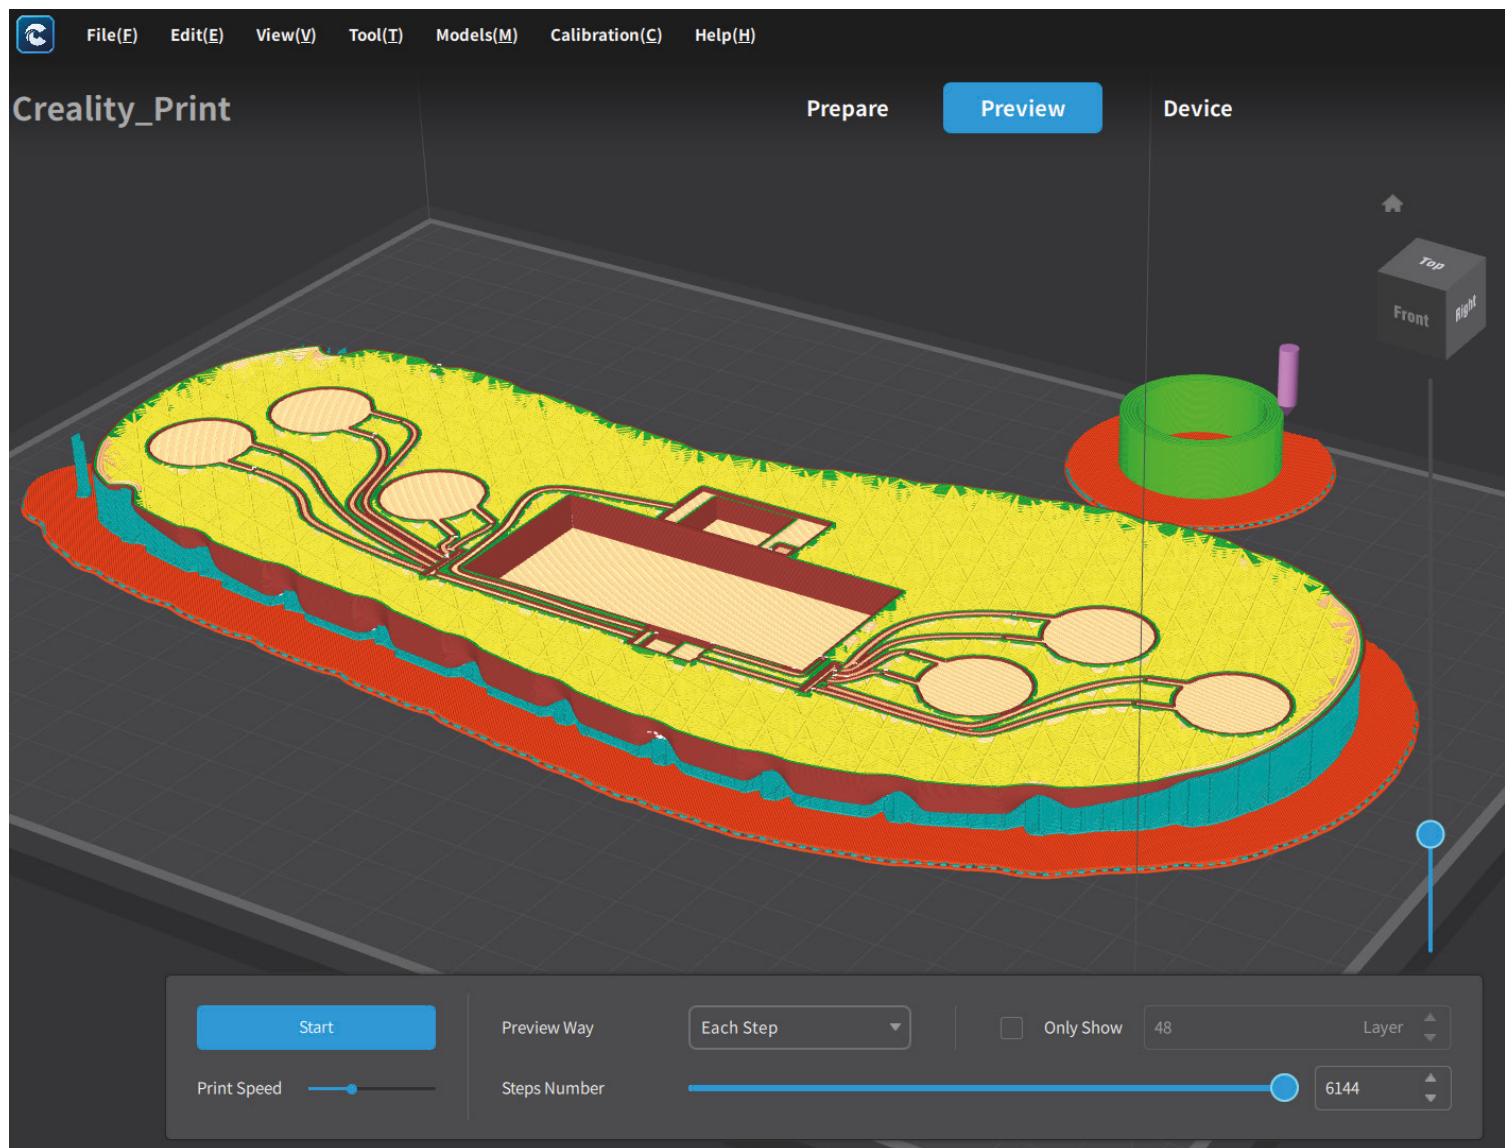 File(F) Edit(E) View(V) Tool(T) Models(M) Calibration(C) Help(H)
Creality_Print
Prepare Preview Device
Top
Front Right
Start Preview Way Each Step Only Show 48 Layer
Print Speed Steps Number 6144